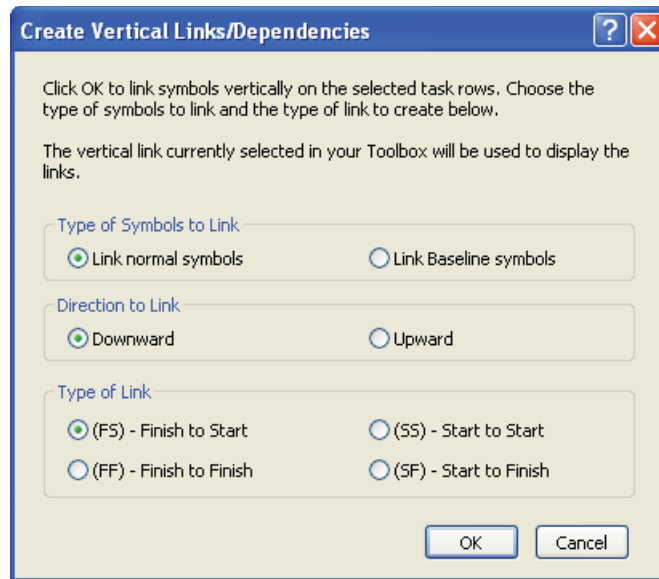 Create Vertical Links/Dependencies
Click OK to link symbols vertically on the selected task rows. Choose the
type of symbols to link and the type of link to create below.
The vertical link currently selected in your Toolbox will be used to display the
links.
Type of Symbols to Link
Link normal symbols
Link Baseline symbols
Direction to Link
Downward
Upward
Type of Link
(FS) - Finish to Start
(SS) - Start to Start
(FF) - Finish to Finish
(SF) - Start to Finish
OK
Cancel